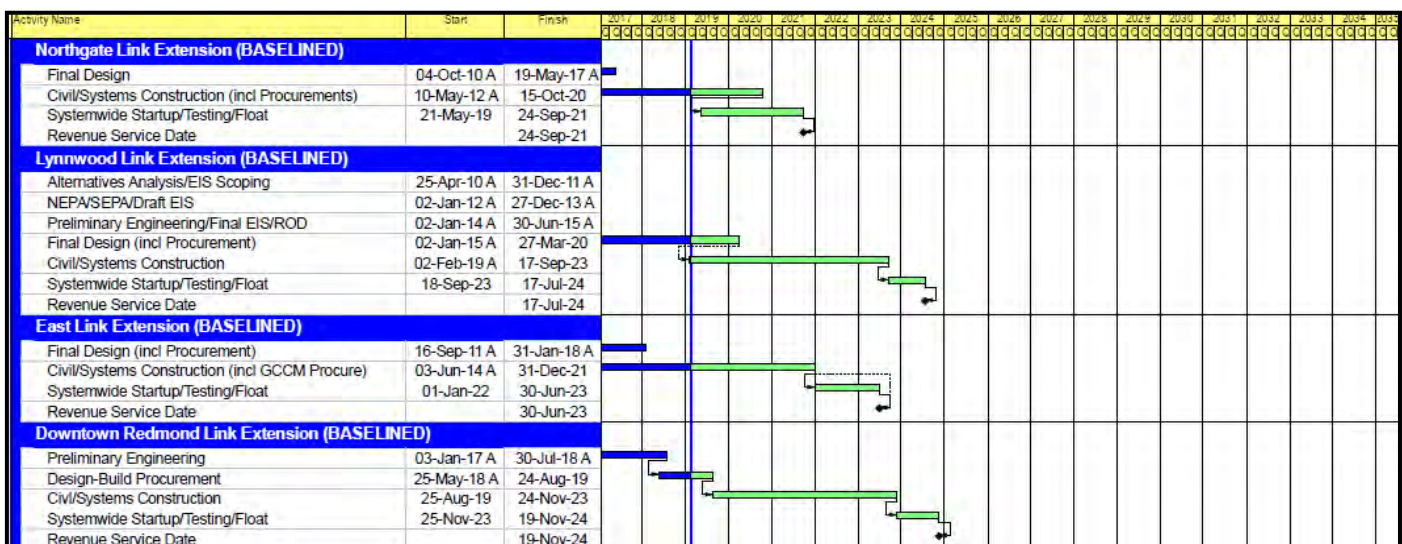 Activity Name Start Finish 2017 2018 2019 2020 2021 2022 2023 2024 2025 2026 2027 2028 2029 2030 2031 2032 2033 2034 2035
Northgate Link Extension (BASELINED)
Final Design 04-Oct-10 A 19-May-17 A
Civil/Systems Construction (incl Procurements) 10-May-12 A 15-Oct-20
Systemwide Startup/Testing/Float 21-May-19 24-Sep-21
Revenue Service Date 24-Sep-21
Lynnwood Link Extension (BASELINED)
Alternatives Analysis/EIS Scoping 25-Apr-10 A 31-Dec-11 A
NEPA/SEPA/Draft EIS 02-Jan-12 A 27-Dec-13 A
Preliminary Engineering/Final EIS/ROD 02-Jan-14 A 30-Jun-15 A
Final Design (incl Procurement) 02-Jan-15 A 27-Mar-20
Civil/Systems Construction 02-Feb-19 A 17-Sep-23
Systemwide Startup/Testing/Float 18-Sep-23 17-Jul-24
Revenue Service Date 17-Jul-24
East Link Extension (BASELINED)
Final Design (incl Procurement) 16-Sep-11 A 31-Jan-18 A
Civil/Systems Construction (incl GCCM Procure) 03-Jun-14 A 31-Dec-21
Systemwide Startup/Testing/Float 01-Jan-22 30-Jun-23
Revenue Service Date 30-Jun-23
Downtown Redmond Link Extension (BASELINED)
Preliminary Engineering 03-Jan-17 A 30-Jul-18 A
Design-Build Procurement 25-May-18 A 24-Aug-19
Civl/Systems Construction 25-Aug-19 24-Nov-23
Systemwide Startup/Testing/Float 25-Nov-23 19-Nov-24
Revenue Service Date 19-Nov-24